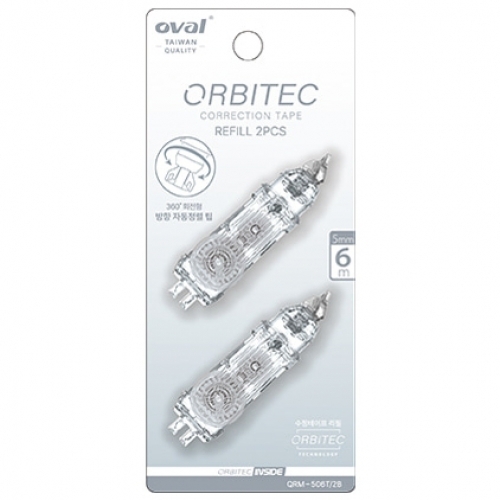 oval®
TAIWAN
QUALITY
ORBITEC
CORRECTION TAPE
REFILL 2PCS
360° 회전형
방향 자동정렬 팁
5mm
6
m
수정테이프 리필
ORBITEC
TECHNOLOGY
ORBITEC INSIDE
QRM-506T/2B